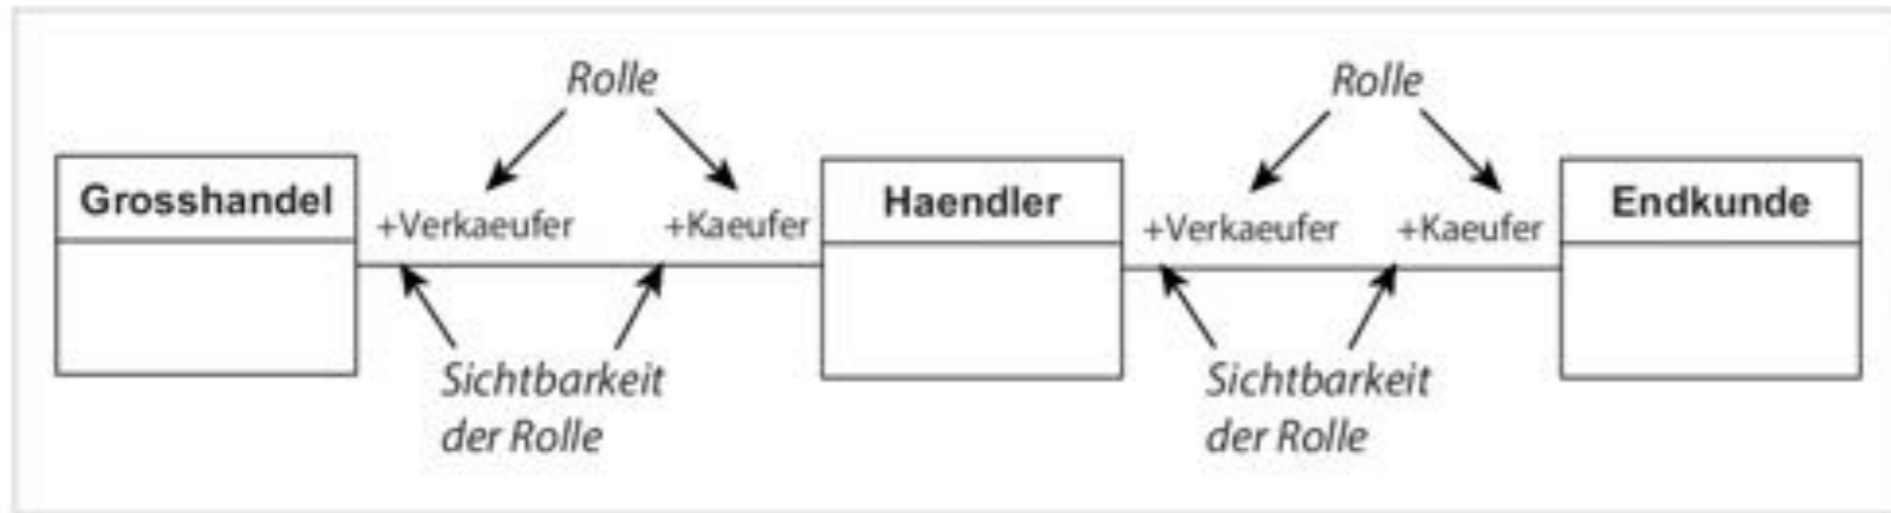 Rolle
Rolle
Grosshandel
+Verkaeufer
+Kaeufer
Haendler
+Verkaeufer
+Kaeufer
Endkunde
Sichtbarkeit
der Rolle
Sichtbarkeit
der Rolle